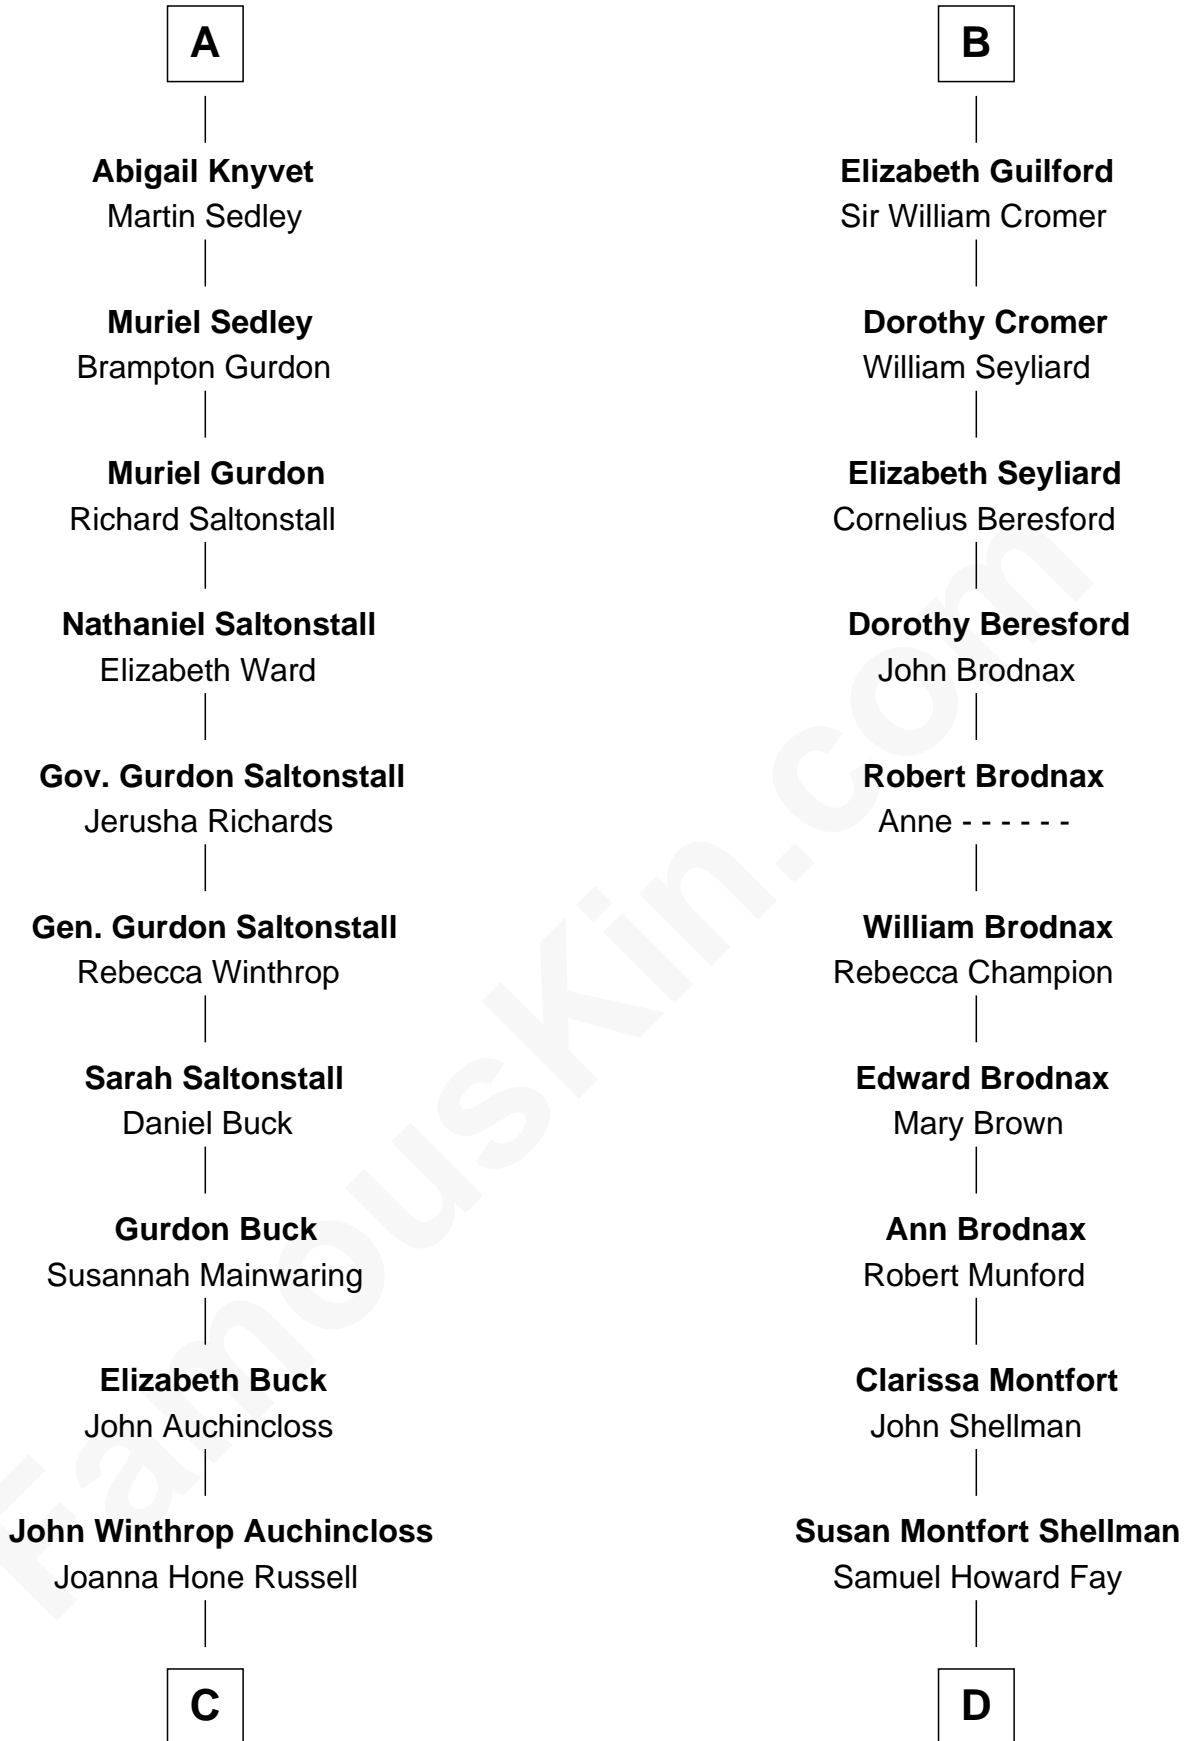 A
Abigail Knyvet
Martin Sedley
Muriel Sedley
Brampton Gurdon
Muriel Gurdon
Richard Saltonstall
Nathaniel Saltonstall
Elizabeth Ward
Gov. Gurdon Saltonstall
Jerusha Richards
Gen. Gurdon Saltonstall
Rebecca Winthrop
Sarah Saltonstall
Daniel Buck
Gurdon Buck
Susannah Mainwaring
Elizabeth Buck
John Auchincloss
John Winthrop Auchincloss
Joanna Hone Russell
C
B
Elizabeth Guilford
Sir William Cromer
Dorothy Cromer
William Seyliard
Elizabeth Seyliard
Cornelius Beresford
Dorothy Beresford
John Brodnax
Robert Brodnax
Anne - - - - - -
William Brodnax
Rebecca Champion
Edward Brodnax
Mary Brown
Ann Brodnax
Robert Munford
Clarissa Montfort
John Shellman
Susan Montfort Shellman
Samuel Howard Fay
D
FamousKin.com